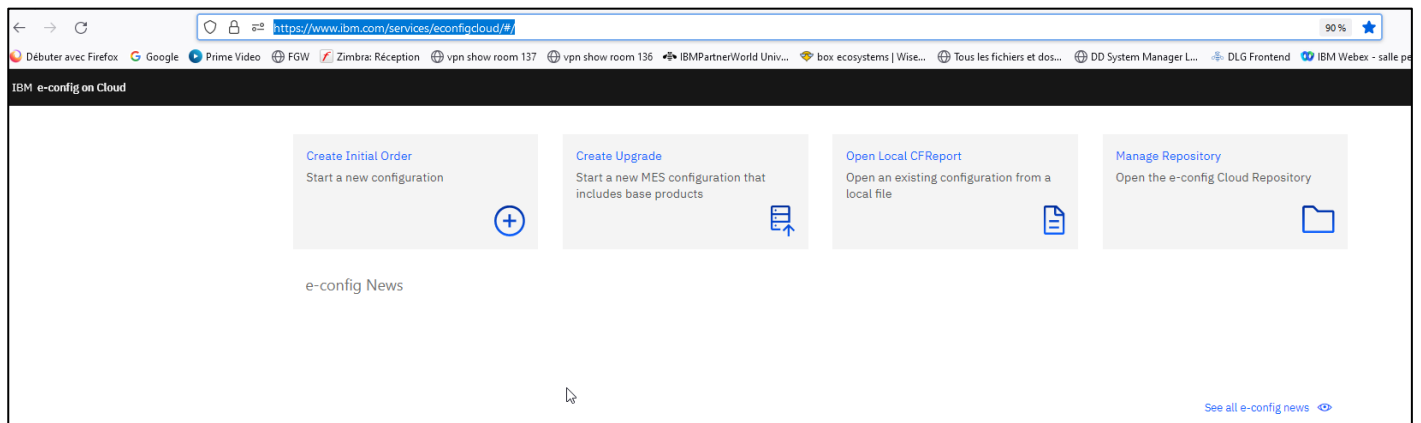 https://www.ibm.com/services/econfigcloud/#/
90 %
Débuter avec Firefox
Google
Prime Video
FGW
Zimbra: Réception
vpn show room 137
vpn show room 136
IBMPartnerWorld Univ...
box ecosystems | Wise...
Tous les fichiers et dos...
DD System Manager L...
DLG Frontend
IBM Webex - salle pe
IBM e-config on Cloud
Create Initial Order
Start a new configuration
Create Upgrade
Start a new MES configuration that
includes base products
Open Local CFReport
Open an existing configuration from a
local file
Manage Repository
Open the e-config Cloud Repository
e-config News
See all e-config news